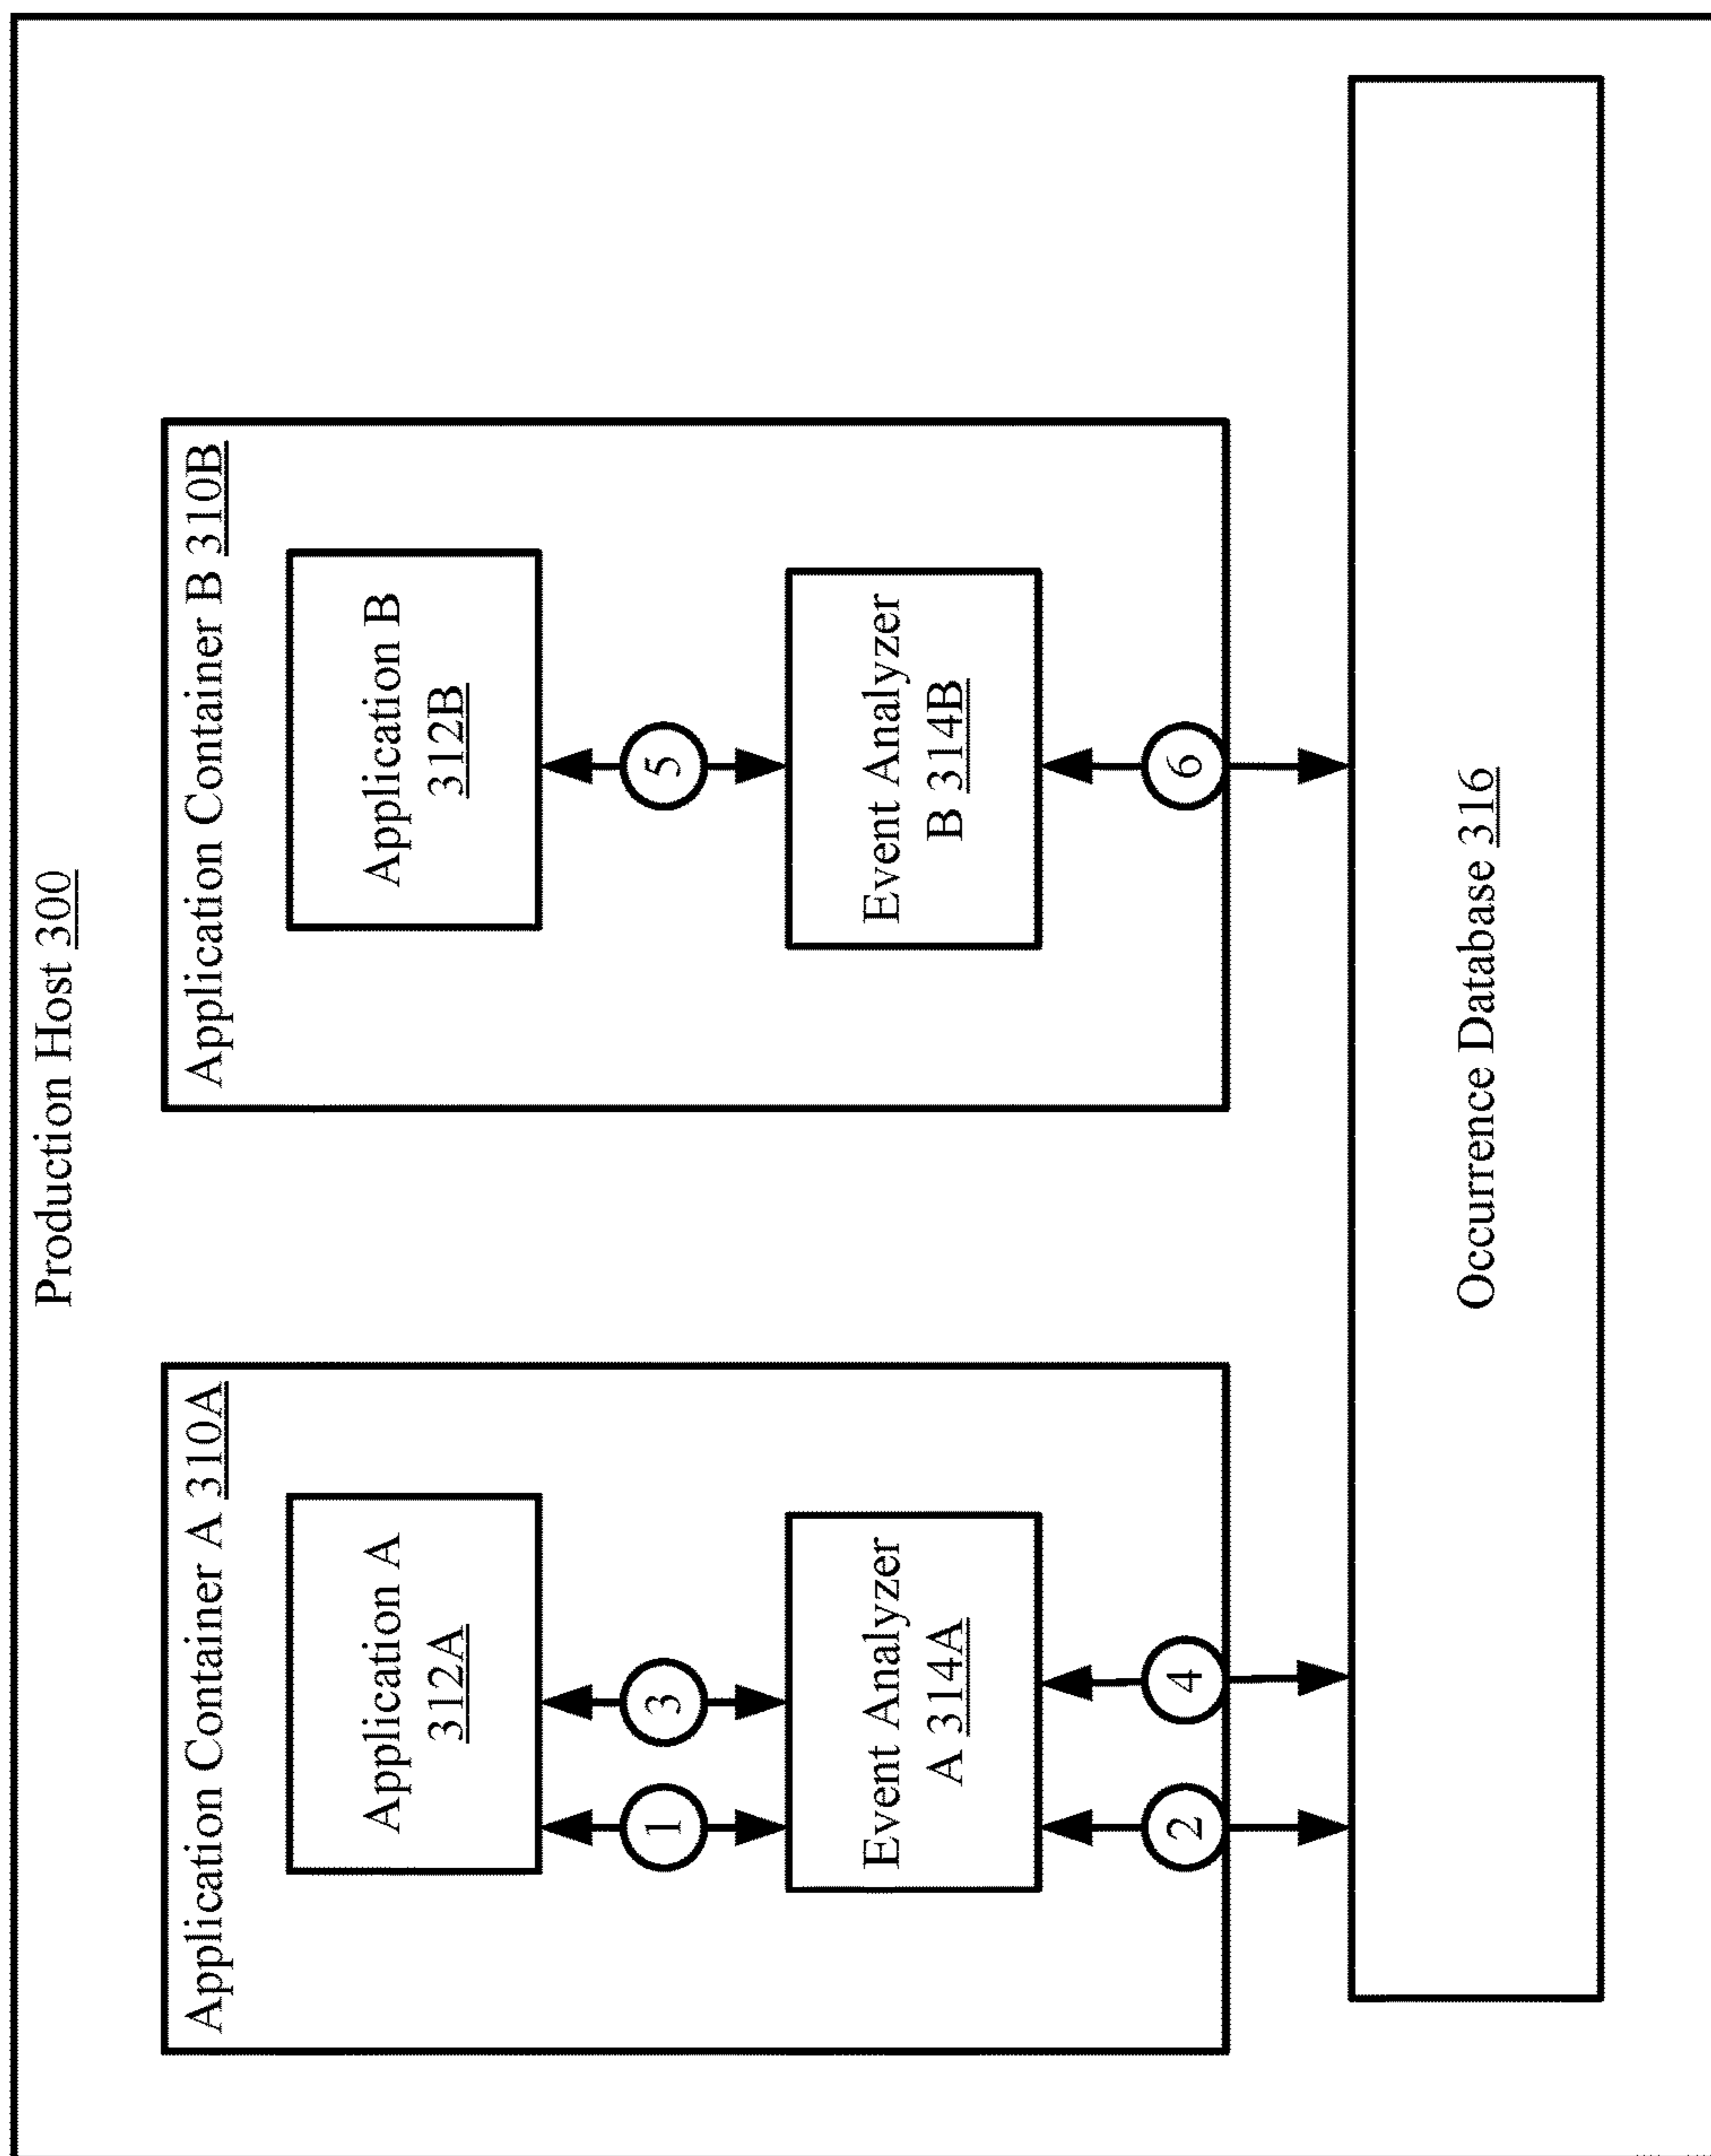 Production Host 300
Application Container A 310A
Application A
312A
1
3
Event Analyzer
A 314A
2
4
Application Container B 310B
Application B
312B
5
Event Analyzer
B 314B
6
Occurrence Database 316